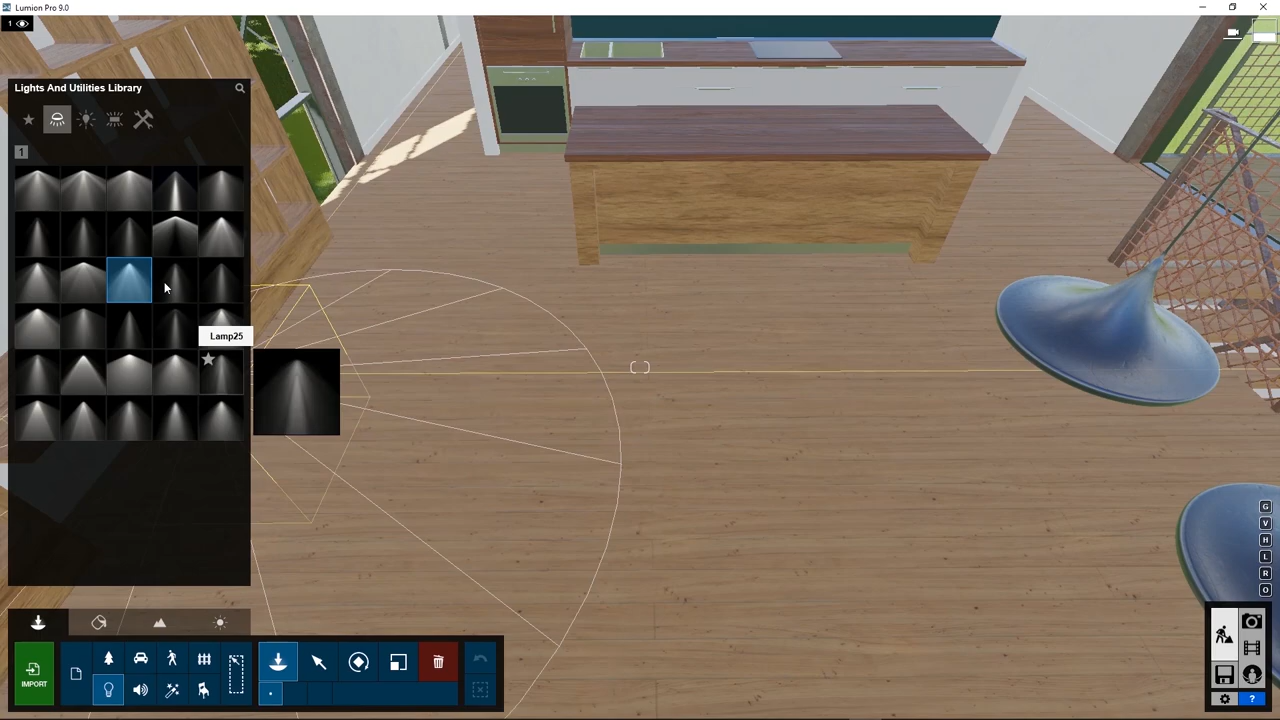 Lumion Pro 9.0
1
Lights And Utilities Library
1
Lamp25
G
V
H
L
R
O
IMPORT
?